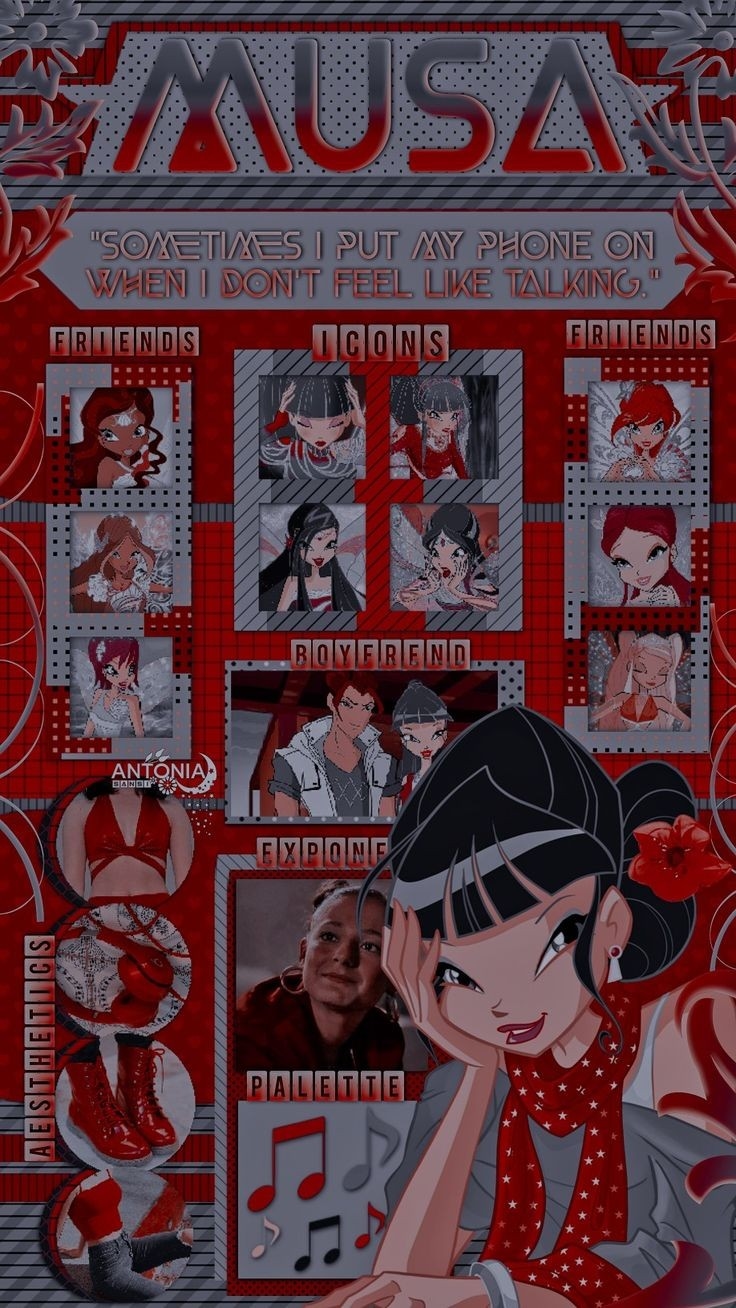 MUSA
"SOMETIMES I PUT MY PHONE ON
WHEN I DON'T FEEL LIKE TALKING."
FRIENDS
ICONS
FRIENDS
BOYFREND
ANTONIA
SANSI
EXPONE
AESTHETICS
PALETTE